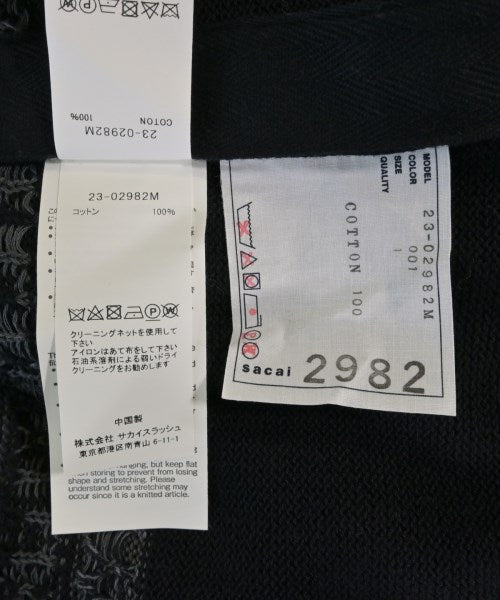 COTTON
100%
23-02982M
23-02982M
コットン 100%
クリーニングネットを使用して
下さい
アイロンはあて布をして下さい
石油系溶剤による弱いドライ
クリーニングをお勧めします
中国製
株式会社 サカイスラッシュ
東京都港区南青山 6-11-1
hanging, but keep flat
when storing to prevent from losing
shape and stretching. Please
understand some stretching may
occur since it is a knitted article.
MODEL 23-02982M
COLOR 001
SIZE 1
QUALITY
COTTON 100
sacai 2982